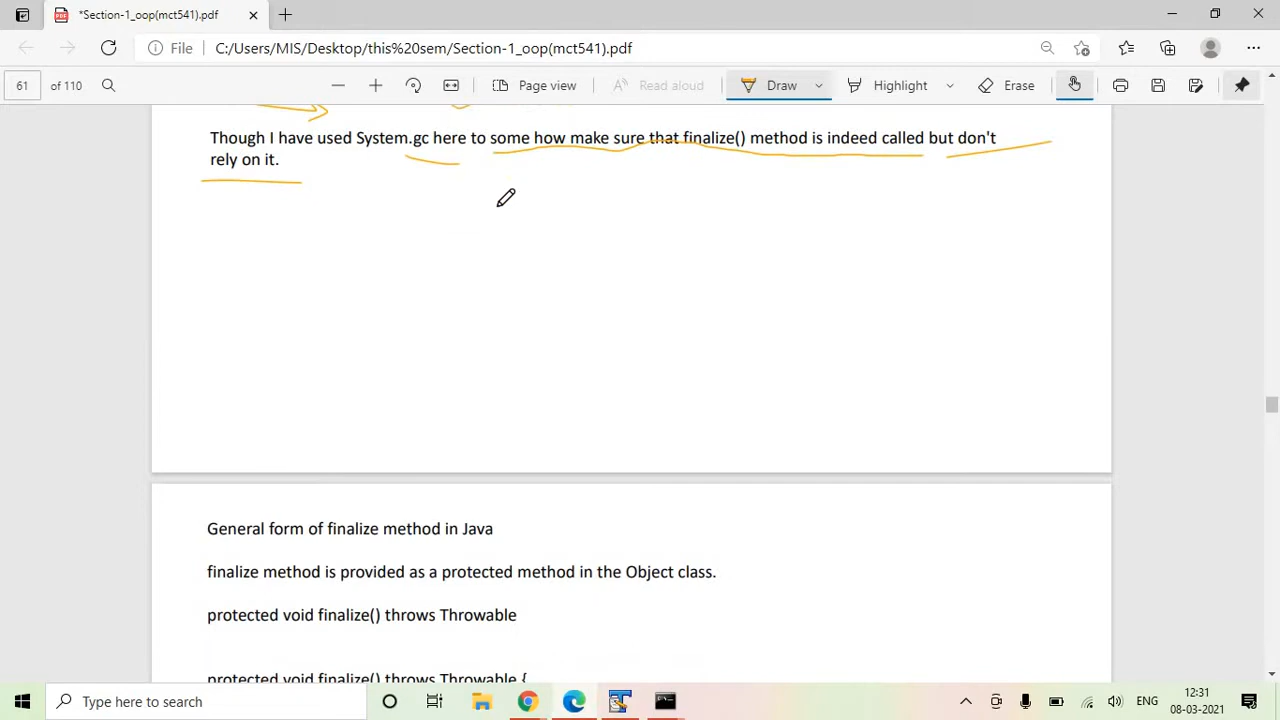 *Section-1_oop(mct541).pdf
File
C:/Users/MIS/Desktop/this%20sem/Section-1_oop(mct541).pdf
61
of 110
Page view
Read aloud
Draw
Highlight
Erase
Though I have used System.gc here to some how make sure that finalize() method is indeed called but don't
rely on it.
General form of finalize method in Java
finalize method is provided as a protected method in the Object class.
protected void finalize() throws Throwable
protected void finalize() throws Throwable {
Type here to search
ENG
12:31
08-03-2021